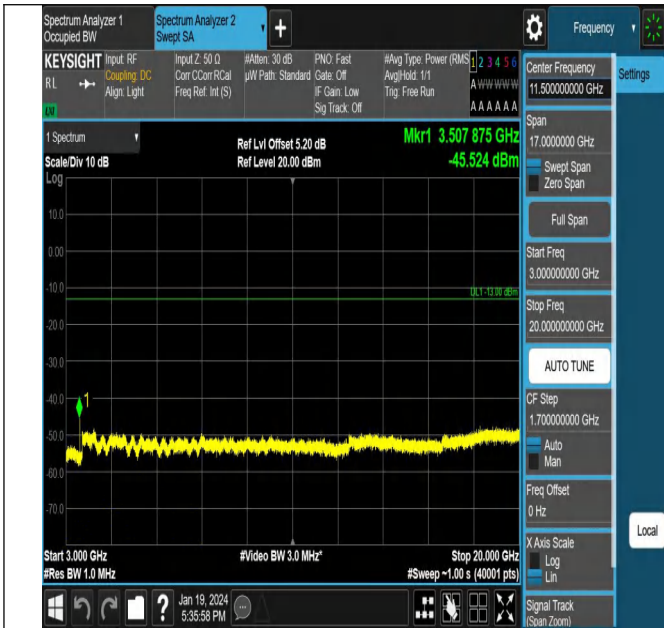 Spectrum Analyzer 1
Occupied BW
Spectrum Analyzer 2
Swept SA
Frequency
KEYSIGHT
RL
LXI
Input: RF
Coupling: DC
Align: Light
Input Z: 50 Ω
Corr CCorr RCal
Freq Ref: Int (S)
#Atten: 30 dB
µW Path: Standard
PNO: Fast
Gate: Off
IF Gain: Low
Sig Track: Off
#Avg Type: Power (RMS
Avg|Hold: 1/1
Trig: Free Run
1 2 3 4 5 6
A W W W W W
A A A A A A
1 Spectrum
Scale/Div 10 dB
Log
Ref Lvl Offset 5.20 dB
Ref Level 20.00 dBm
Mkr1 3.507 875 GHz
-45.524 dBm
10.0
0.00
-10.0
-20.0
-30.0
-40.0
-50.0
-60.0
-70.0
DL1 -13.00 dBm
1
Start 3.000 GHz
#Res BW 1.0 MHz
#Video BW 3.0 MHz*
Stop 20.000 GHz
#Sweep ~1.00 s (40001 pts)
Jan 19, 2024
5:35:58 PM
Center Frequency
11.500000000 GHz
Settings
Span
17.0000000 GHz
Swept Span
Zero Span
Full Span
Start Freq
3.000000000 GHz
Stop Freq
20.000000000 GHz
AUTO TUNE
CF Step
1.700000000 GHz
Auto
Man
Freq Offset
0 Hz
Local
X Axis Scale
Log
Lin
Signal Track
(Span Zoom)